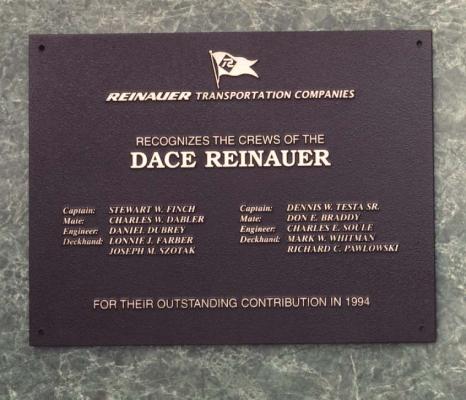 R
REINAUER TRANSPORTATION COMPANIES
RECOGNIZES THE CREWS OF THE
DACE REINAUER
Captain: STEWART W. FINCH
Mate: CHARLES W. DABLER
Engineer: DANIEL DUBREY
Deckhand: LONNIE J. FARBER
JOSEPH M. SZOTAK
Captain: DENNIS W. TESTA SR.
Mate: DON E. BRADDY
Engineer: CHARLES E. SOULE
Deckhand: MARK W. WHITMAN
RICHARD C. PAWLOWSKI
FOR THEIR OUTSTANDING CONTRIBUTION IN 1994